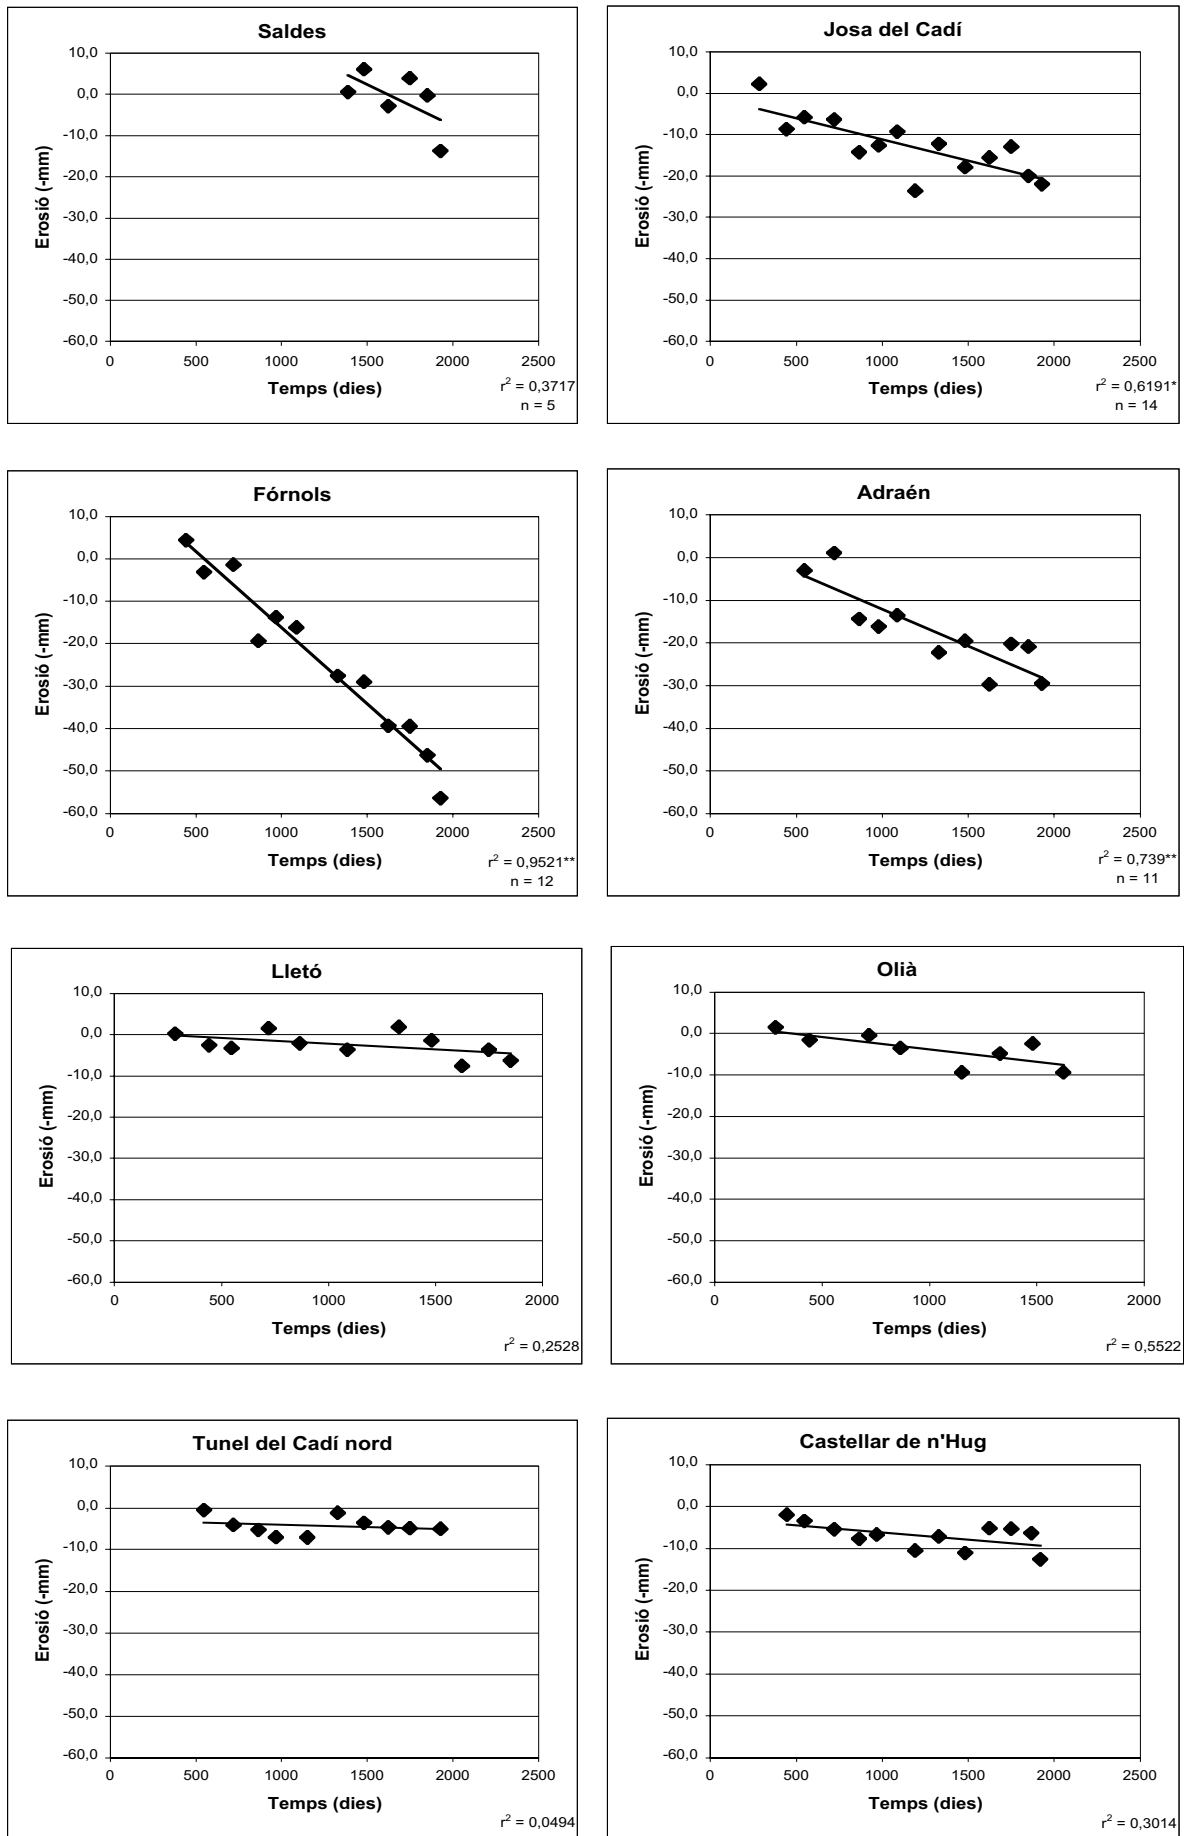 Saldes
10,0
0,0
-10,0
-20,0
-30,0
-40,0
-50,0
-60,0
0 500 1000 1500 2000 2500
Erosió (-mm)
Temps (dies)
r² = 0,3717
n = 5
Josa del Cadí
10,0
0,0
-10,0
-20,0
-30,0
-40,0
-50,0
-60,0
0 500 1000 1500 2000 2500
Erosió (-mm)
Temps (dies)
r² = 0,6191*
n = 14
Fórnols
10,0
0,0
-10,0
-20,0
-30,0
-40,0
-50,0
-60,0
0 500 1000 1500 2000 2500
Erosió (-mm)
Temps (dies)
r² = 0,9521**
n = 12
Adraén
10,0
0,0
-10,0
-20,0
-30,0
-40,0
-50,0
-60,0
0 500 1000 1500 2000 2500
Erosió (-mm)
Temps (dies)
r² = 0,739**
n = 11
Lletó
10,0
0,0
-10,0
-20,0
-30,0
-40,0
-50,0
-60,0
0 500 1000 1500 2000
Erosió (-mm)
Temps (dies)
r² = 0,2528
Olià
10,0
0,0
-10,0
-20,0
-30,0
-40,0
-50,0
-60,0
0 500 1000 1500 2000
Erosió (-mm)
Temps (dies)
r² = 0,5522
Tunel del Cadí nord
10,0
0,0
-10,0
-20,0
-30,0
-40,0
-50,0
-60,0
0 500 1000 1500 2000 2500
Erosió (-mm)
Temps (dies)
r² = 0,0494
Castellar de n'Hug
10,0
0,0
-10,0
-20,0
-30,0
-40,0
-50,0
-60,0
0 500 1000 1500 2000 2500
Erosió (-mm)
Temps (dies)
r² = 0,3014